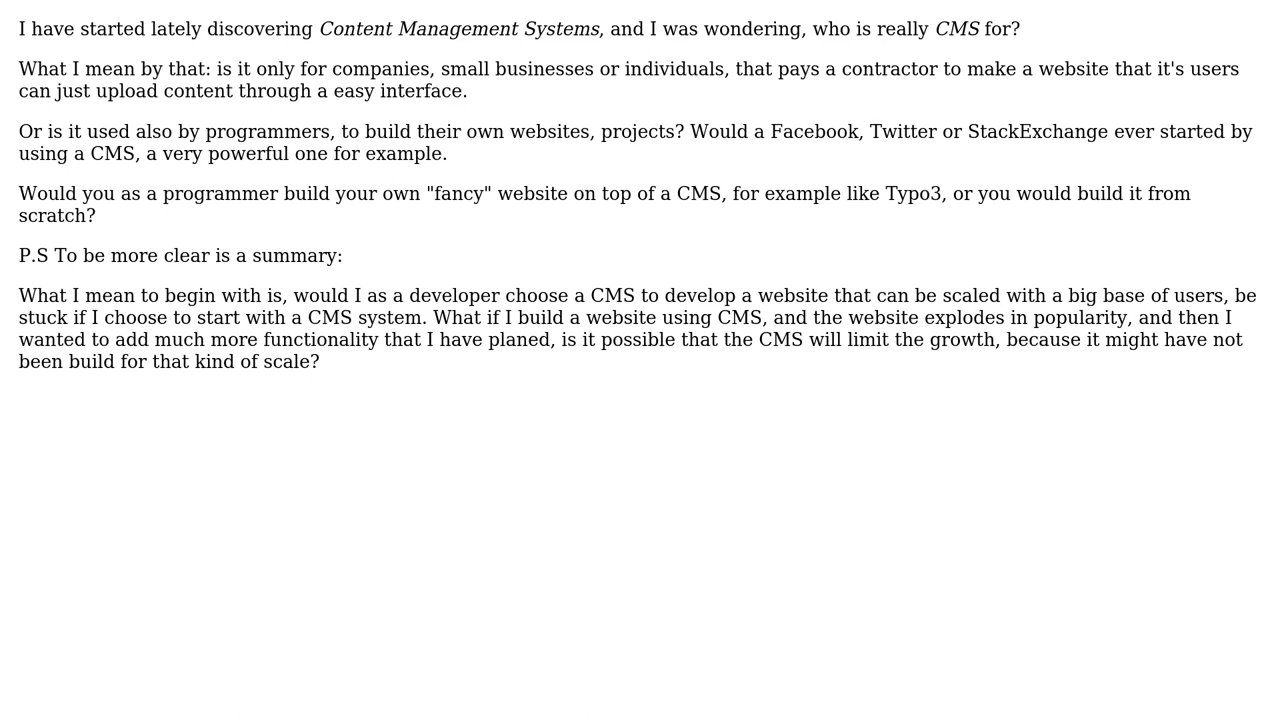 I have started lately discovering Content Management Systems, and I was wondering, who is really CMS for?
What I mean by that: is it only for companies, small businesses or individuals, that pays a contractor to make a website that it's users
can just upload content through a easy interface.
Or is it used also by programmers, to build their own websites, projects? Would a Facebook, Twitter or StackExchange ever started by
using a CMS, a very powerful one for example.
Would you as a programmer build your own "fancy" website on top of a CMS, for example like Typo3, or you would build it from
scratch?
P.S To be more clear is a summary:
What I mean to begin with is, would I as a developer choose a CMS to develop a website that can be scaled with a big base of users, be
stuck if I choose to start with a CMS system. What if I build a website using CMS, and the website explodes in popularity, and then I
wanted to add much more functionality that I have planed, is it possible that the CMS will limit the growth, because it might have not
been build for that kind of scale?